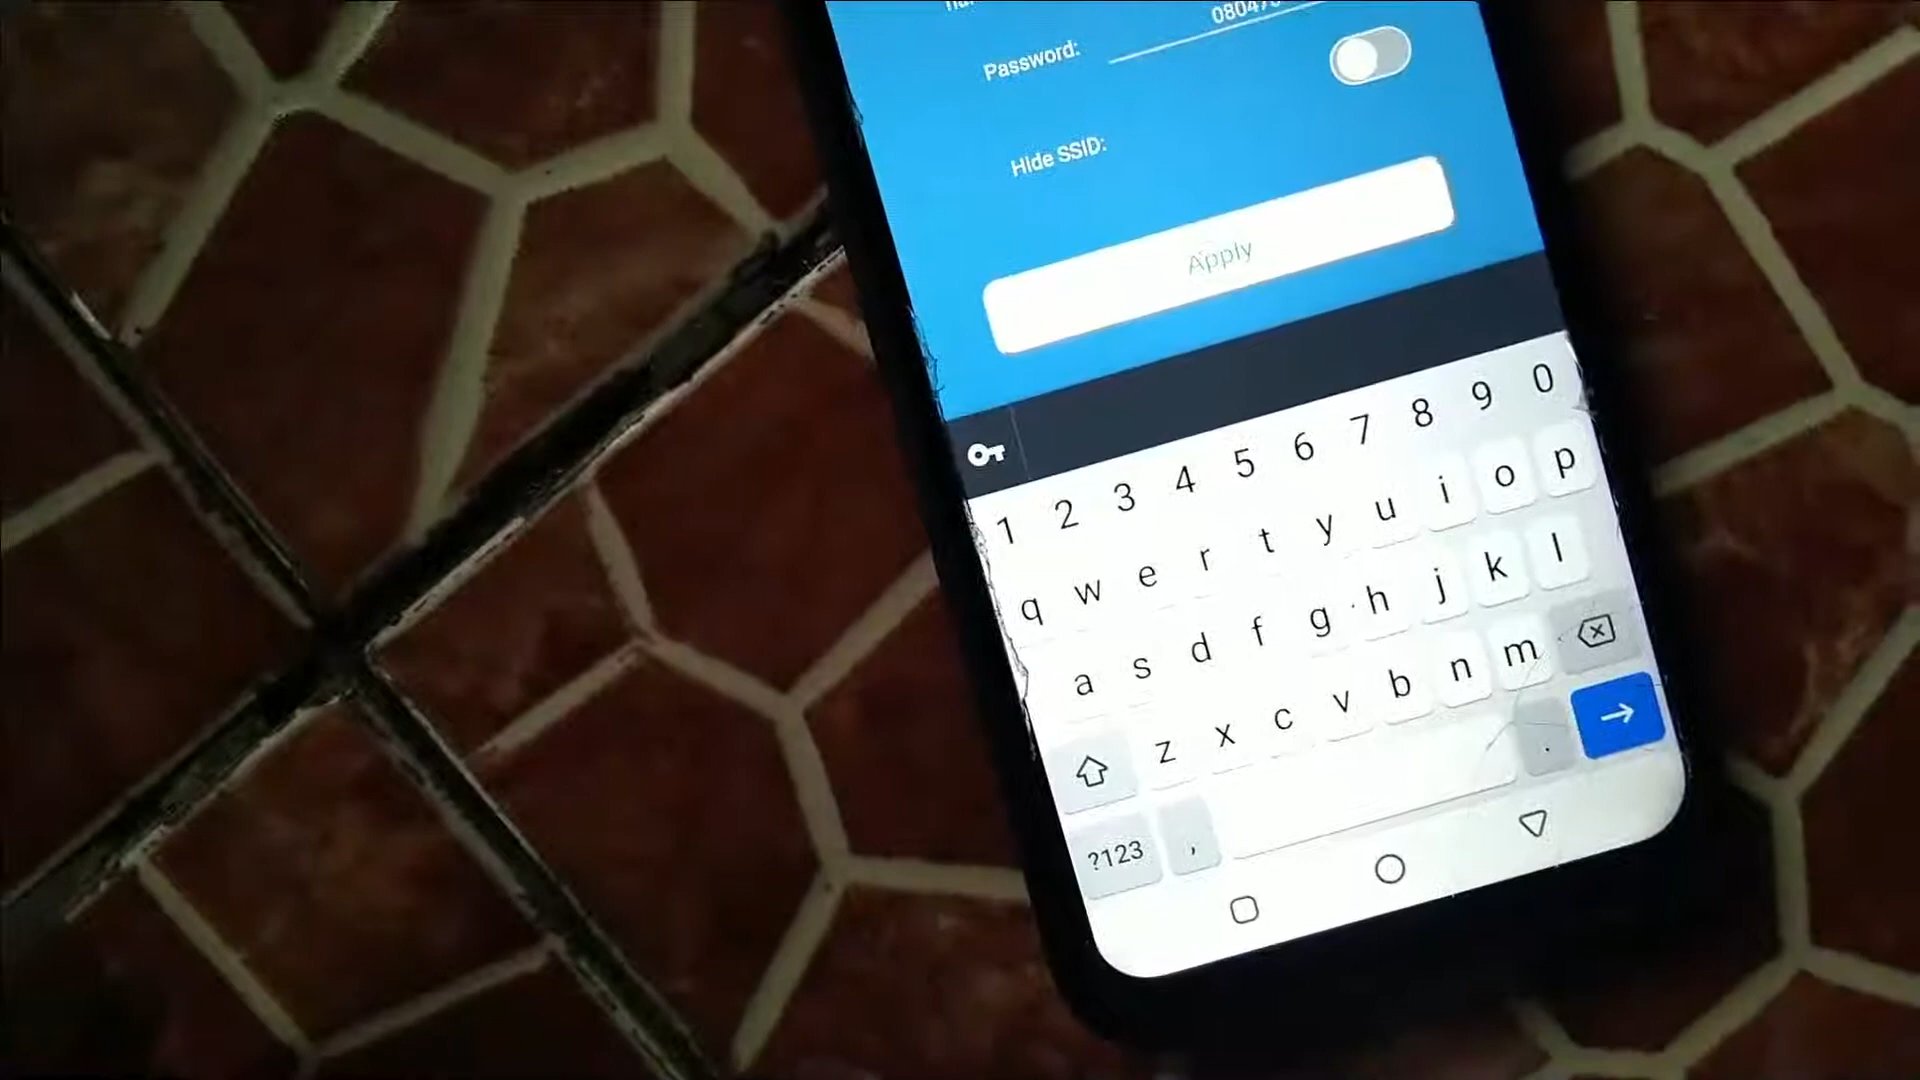 Password:
Hide SSID:
Apply
1 2 3 4 5 6 7 8 9 0
q w e r t y u i o p
a s d f g h j k l
z x c v b n m
?123 , .